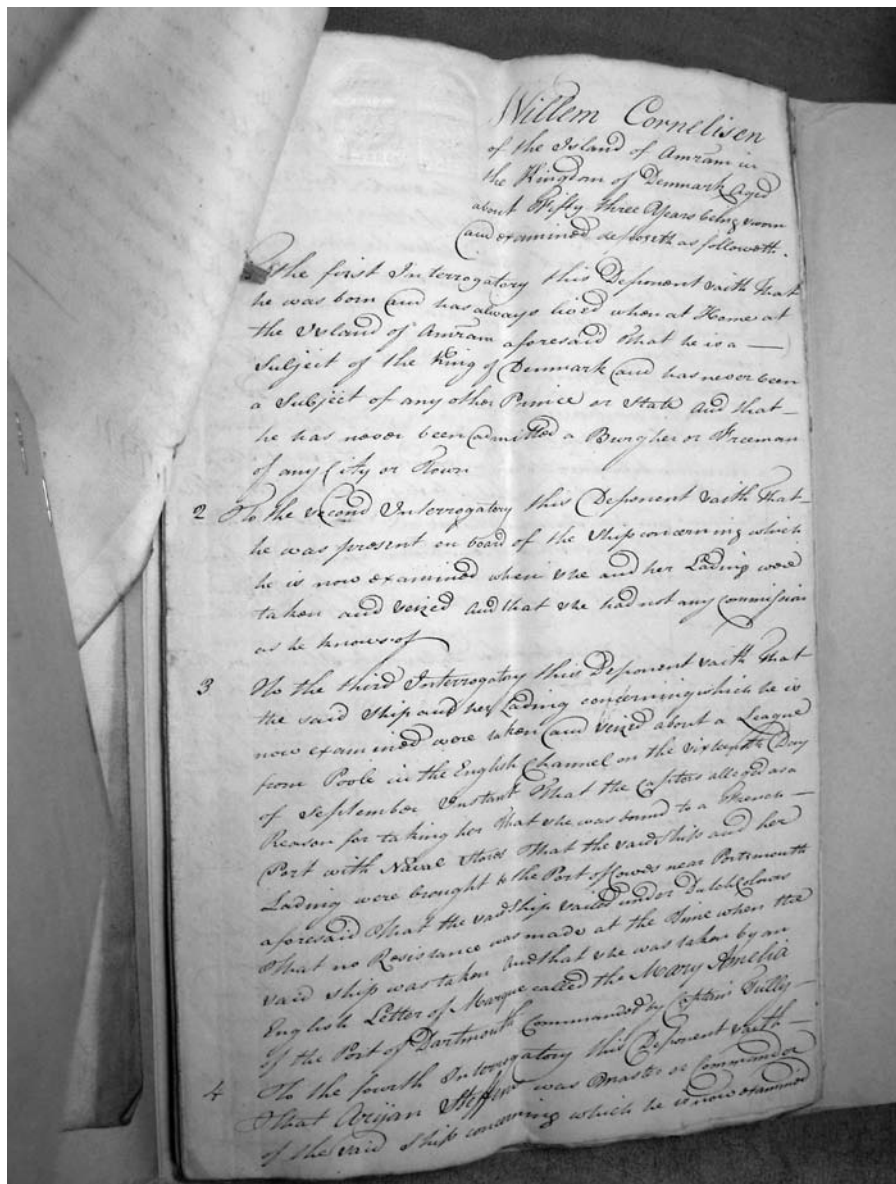 Willem Cornelisen
of the Island of Amram in
the Kingdom of Denmark Aged
about Fifty three Years being sworn
and examined deposeth as followeth.
the first Interrogatory this Deponent saith that
he was born and has always lived when at Home at
the Island of Amram aforesaid That he is a —
Subject of the King of Denmark and has never been
a Subject of any other Prince or State And that —
he has never been admitted a Burgher or Freeman
of any City or Town
2 To the second Interrogatory this Deponent saith that —
he was present on board of the Ship concerning which
he is now examined when she and her Lading were
taken and seized And that she had not any Commission
as he knows of
3 To the third Interrogatory this Deponent saith that
the said Ship and her Lading concerning which he is
now examined were taken and seized about a League
from Poole in the English Channel on the sixteenth Day
of September Instant That the Captors alleged as a
Reason for taking her that she was bound to a French —
Port with Naval Stores That the said Ship and her
Lading were brought to the Port of Cowes near Portsmouth
aforesaid That the said Ship sailed under Dutch Colours
That no Resistance was made at the Time when the
said Ship was taken And that she was taken by an
English Letter of Marque called the Mary Amelia
of the Port of Dartmouth Commanded by Captain Tully —
4 To the fourth Interrogatory this Deponent saith —
That Arijan Steffens was Master or Commander
of the said Ship concerning which he is now examined